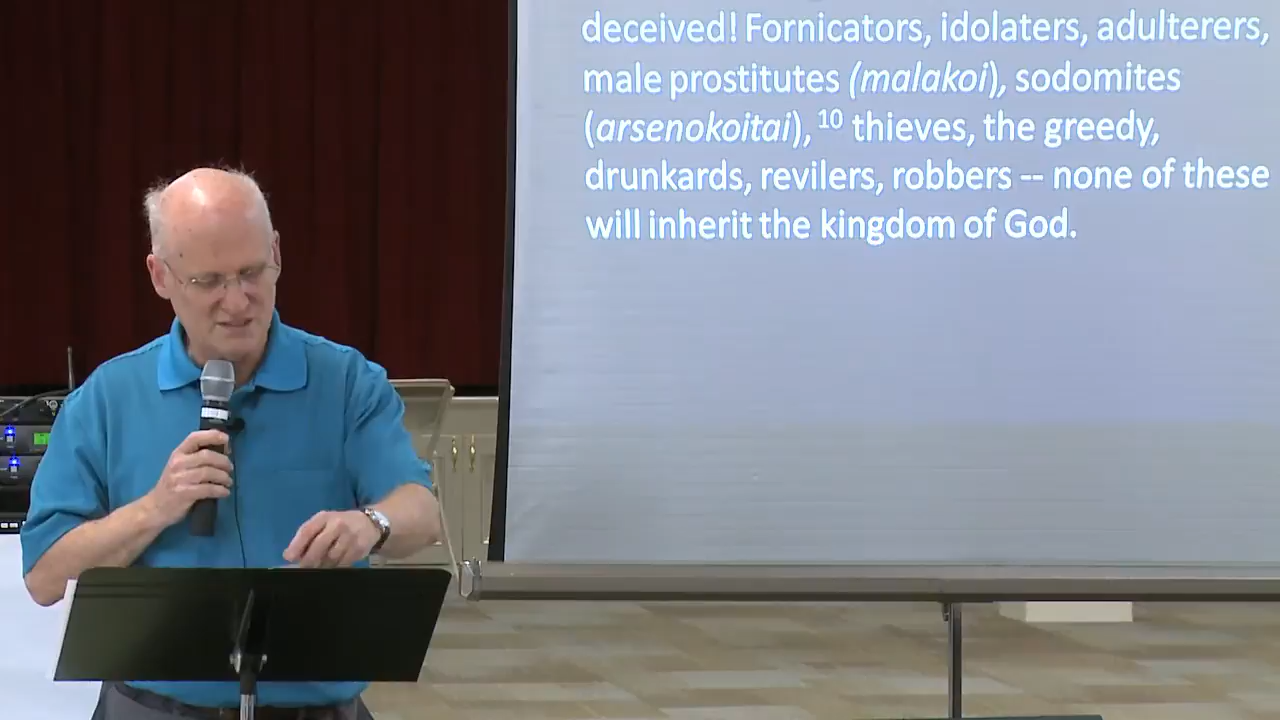 deceived! Fornicators, idolaters, adulterers,
male prostitutes (malakoi), sodomites
(arsenokoitai), 10 thieves, the greedy,
drunkards, revilers, robbers -- none of these
will inherit the kingdom of God.
10